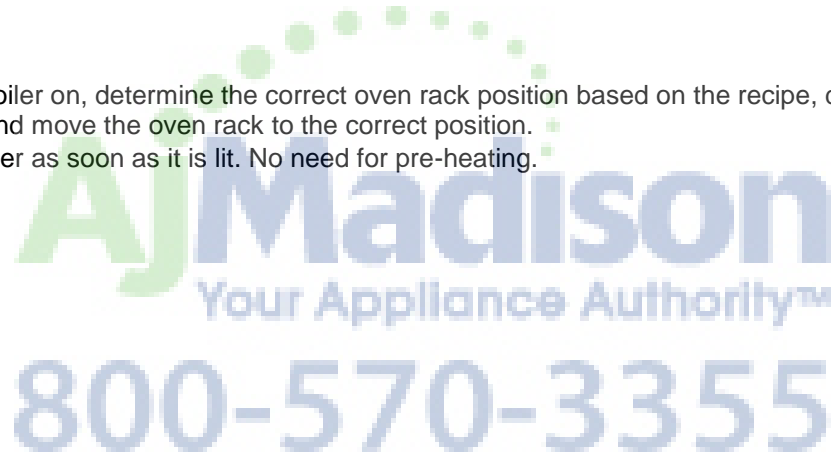 oiler on, determine the correct oven rack position based on the recipe,
nd move the oven rack to the correct position.
er as soon as it is lit. No need for pre-heating.
AjMadison
Your Appliance Authority™
800-570-3355